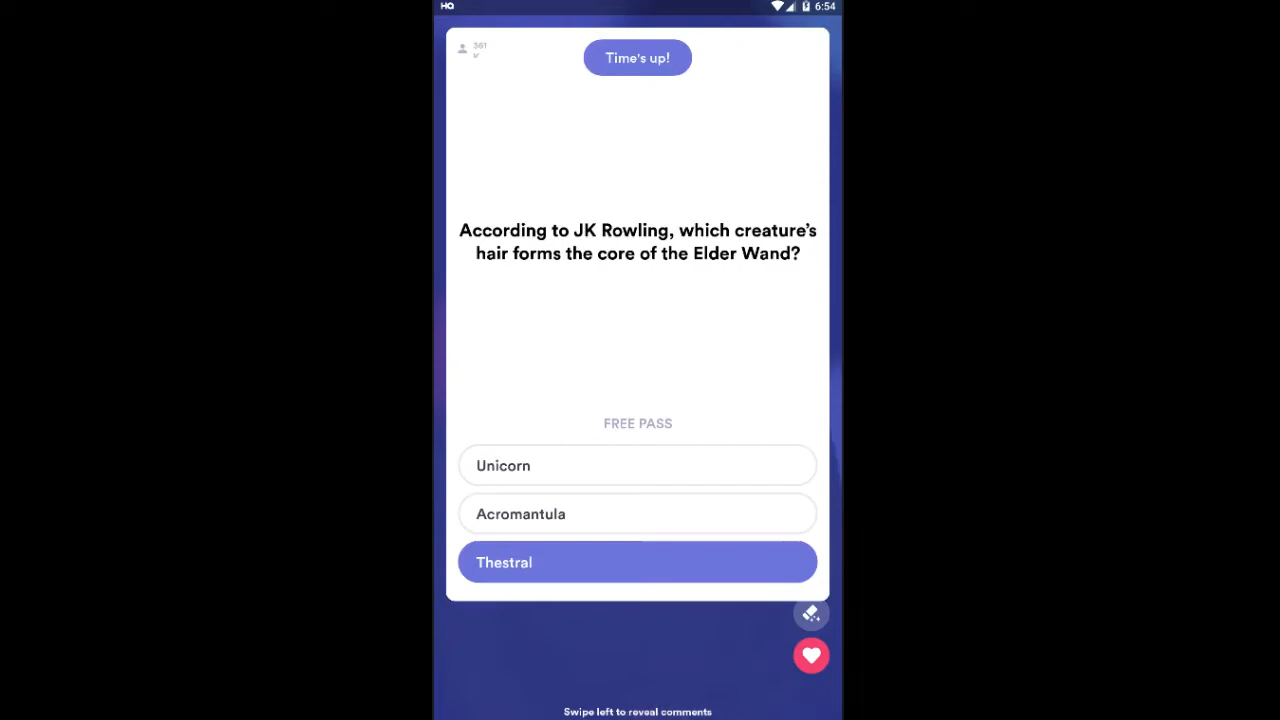 HQ
6:54
361
Time's up!
According to JK Rowling, which creature's
hair forms the core of the Elder Wand?
FREE PASS
Unicorn
Acromantula
Thestral
Swipe left to reveal comments